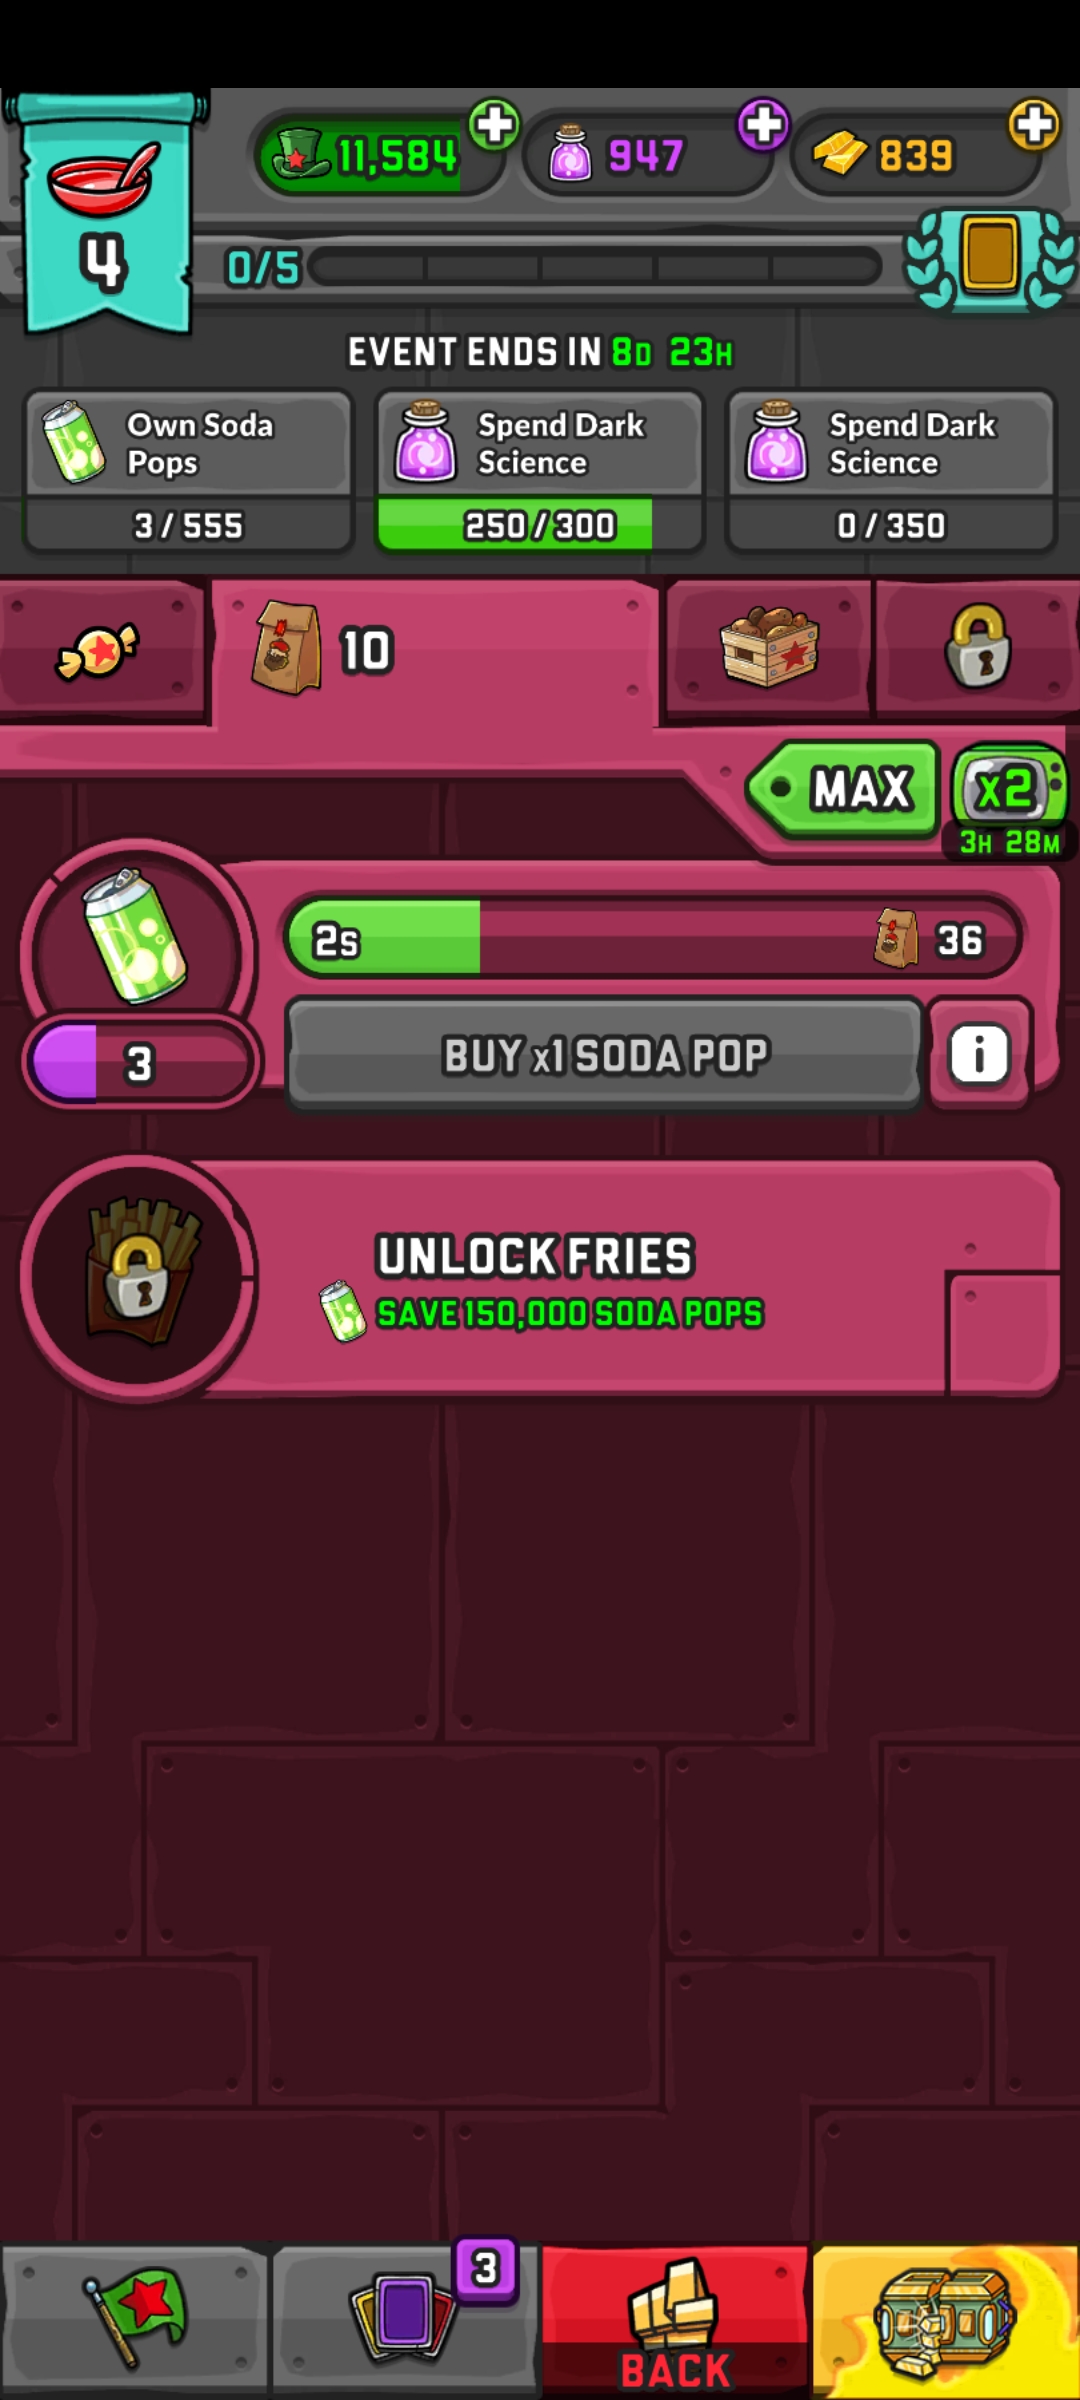 11,584
947
839
4
0/5
EVENT ENDS IN 8D 23H
Own Soda
Pops
3 / 555
Spend Dark
Science
250 / 300
Spend Dark
Science
0 / 350
10
MAX
x2
3H 28M
2s
36
3
BUY x1 SODA POP
i
UNLOCK FRIES
SAVE 150,000 SODA POPS
3
BACK